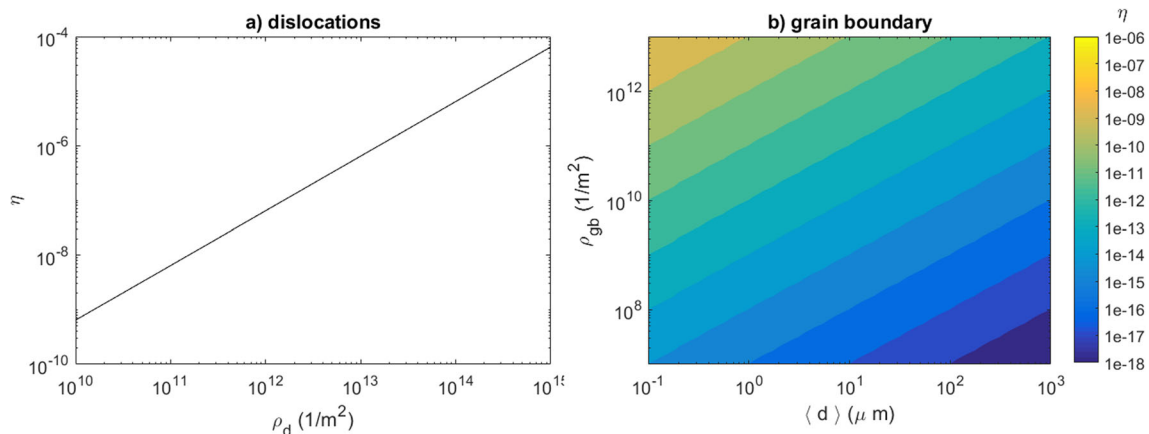 a) dislocations
10^-4
10^-6
10^-8
10^-10
η
10^10 10^11 10^12 10^13 10^14 10^15
ρ_d (1/m^2)
b) grain boundary
10^12
10^10
10^8
ρ_gb (1/m^2)
10^-1 10^0 10^1 10^2 10^3
⟨ d ⟩ (μ m)
η
1e-06
1e-07
1e-08
1e-09
1e-10
1e-11
1e-12
1e-13
1e-14
1e-15
1e-16
1e-17
1e-18